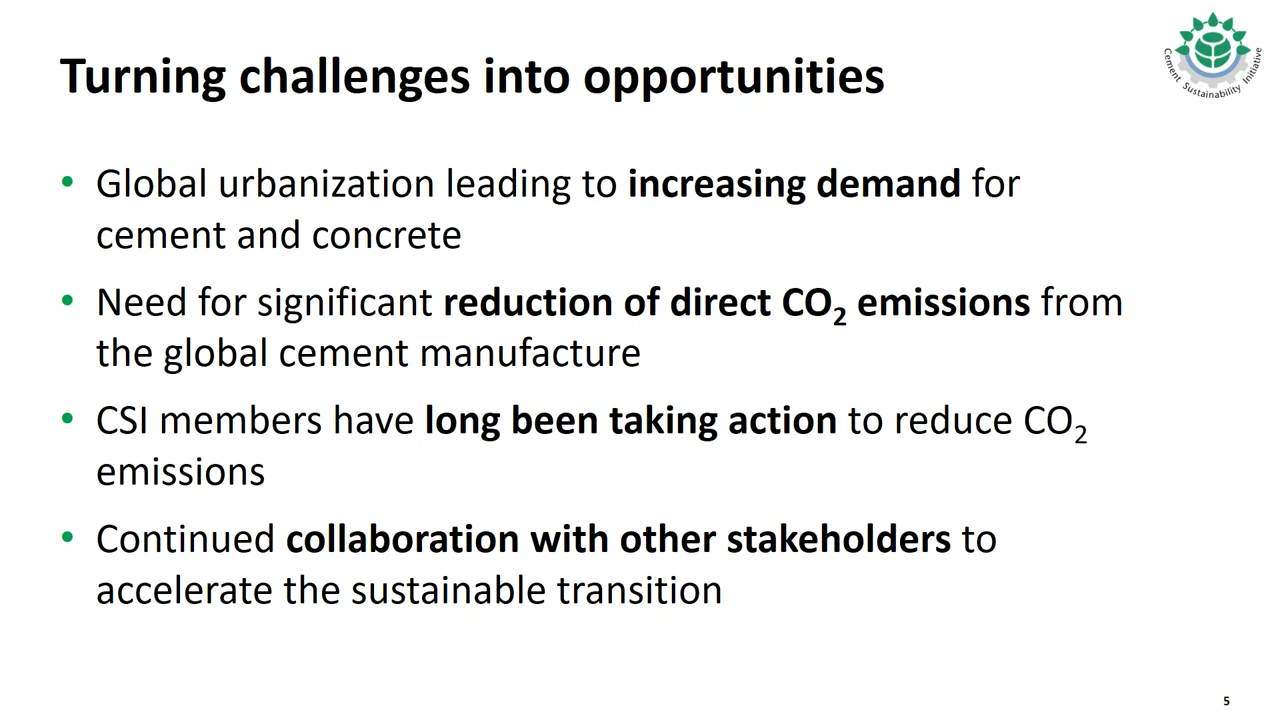 Turning challenges into opportunities
Cement Sustainability Initiative
• Global urbanization leading to increasing demand for
cement and concrete
• Need for significant reduction of direct CO₂ emissions from
the global cement manufacture
• CSI members have long been taking action to reduce CO₂
emissions
• Continued collaboration with other stakeholders to
accelerate the sustainable transition
5